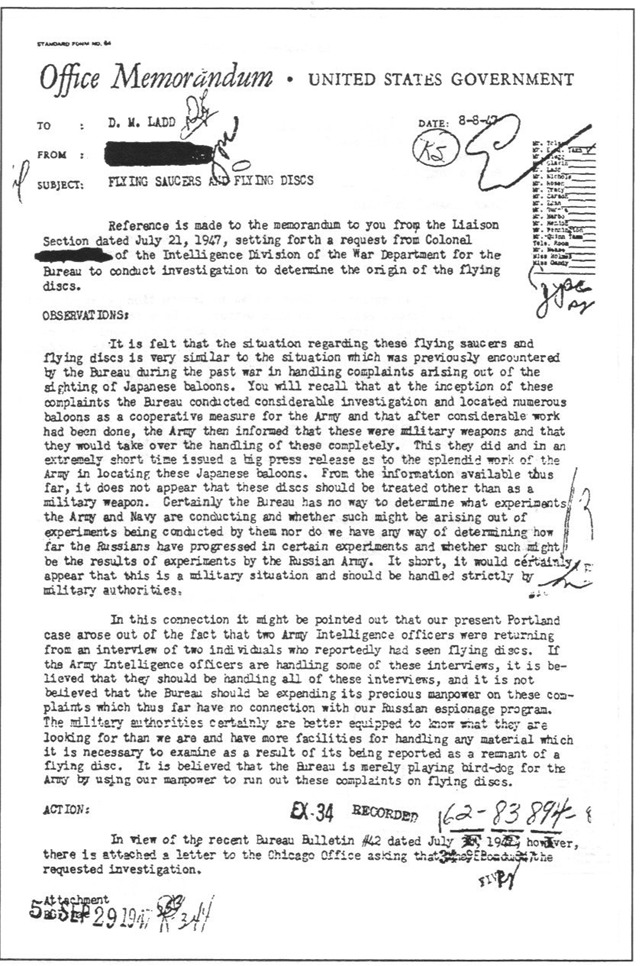 STANDARD FORM NO. 64
Office Memorandum • UNITED STATES GOVERNMENT
TO : D. M. LADD
DATE: 8-8-47
FROM :
SUBJECT: FLYING SAUCERS AND FLYING DISCS
Mr. Nichols
Mr. Rosen
Mr. Tracy
Mr. Carson
Mr. Egan
Mr. Harbo
Mr. Hendon
Mr. Pennington
Mr. Quinn Tamm
Tele. Room
Mr. Nease
Miss Holmes
Miss Gandy
Reference is made to the memorandum to you from the Liaison
Section dated July 21, 1947, setting forth a request from Colonel
of the Intelligence Division of the War Department for the
Bureau to conduct investigation to determine the origin of the flying
discs.
OBSERVATIONS:
It is felt that the situation regarding these flying saucers and
flying discs is very similar to the situation which was previously encountered
by the Bureau during the past war in handling complaints arising out of the
sighting of Japanese baloons. You will recall that at the inception of these
complaints the Bureau conducted considerable investigation and located numerous
baloons as a cooperative measure for the Army and that after considerable work
had been done, the Army then informed that these were military weapons and that
they would take over the handling of these completely. This they did and in an
extremely short time issued a big press release as to the splendid work of the
Army in locating these Japanese baloons. From the information available thus
far, it does not appear that these discs should be treated other than as a
military weapon. Certainly the Bureau has no way to determine what experiments
the Army and Navy are conducting and whether such might be arising out of
experiments being conducted by them nor do we have any way of determining how
far the Russians have progressed in certain experiments and whether such might
be the results of experiments by the Russian Army. It short, it would certainly
appear that this is a military situation and should be handled strictly by
military authorities.
In this connection it might be pointed out that our present Portland
case arose out of the fact that two Army Intelligence officers were returning
from an interview of two individuals who reportedly had seen flying discs. If
the Army Intelligence officers are handling some of these interviews, it is be-
lieved that they should be handling all of these interviews, and it is not
believed that the Bureau should be expending its precious manpower on these com-
plaints which thus far have no connection with our Russian espionage program.
The military authorities certainly are better equipped to know what they are
looking for than we are and have more facilities for handling any material which
it is necessary to examine as a result of its being reported as a remnant of a
flying disc. It is believed that the Bureau is merely playing bird-dog for the
Army by using our manpower to run out these complaints on flying discs.
ACTION:
EX-34 RECORDED 162-83894-
In view of the recent Bureau Bulletin #42 dated July however,
there is attached a letter to the Chicago Office asking that the
requested investigation.
Attachment
SEP 29 1947